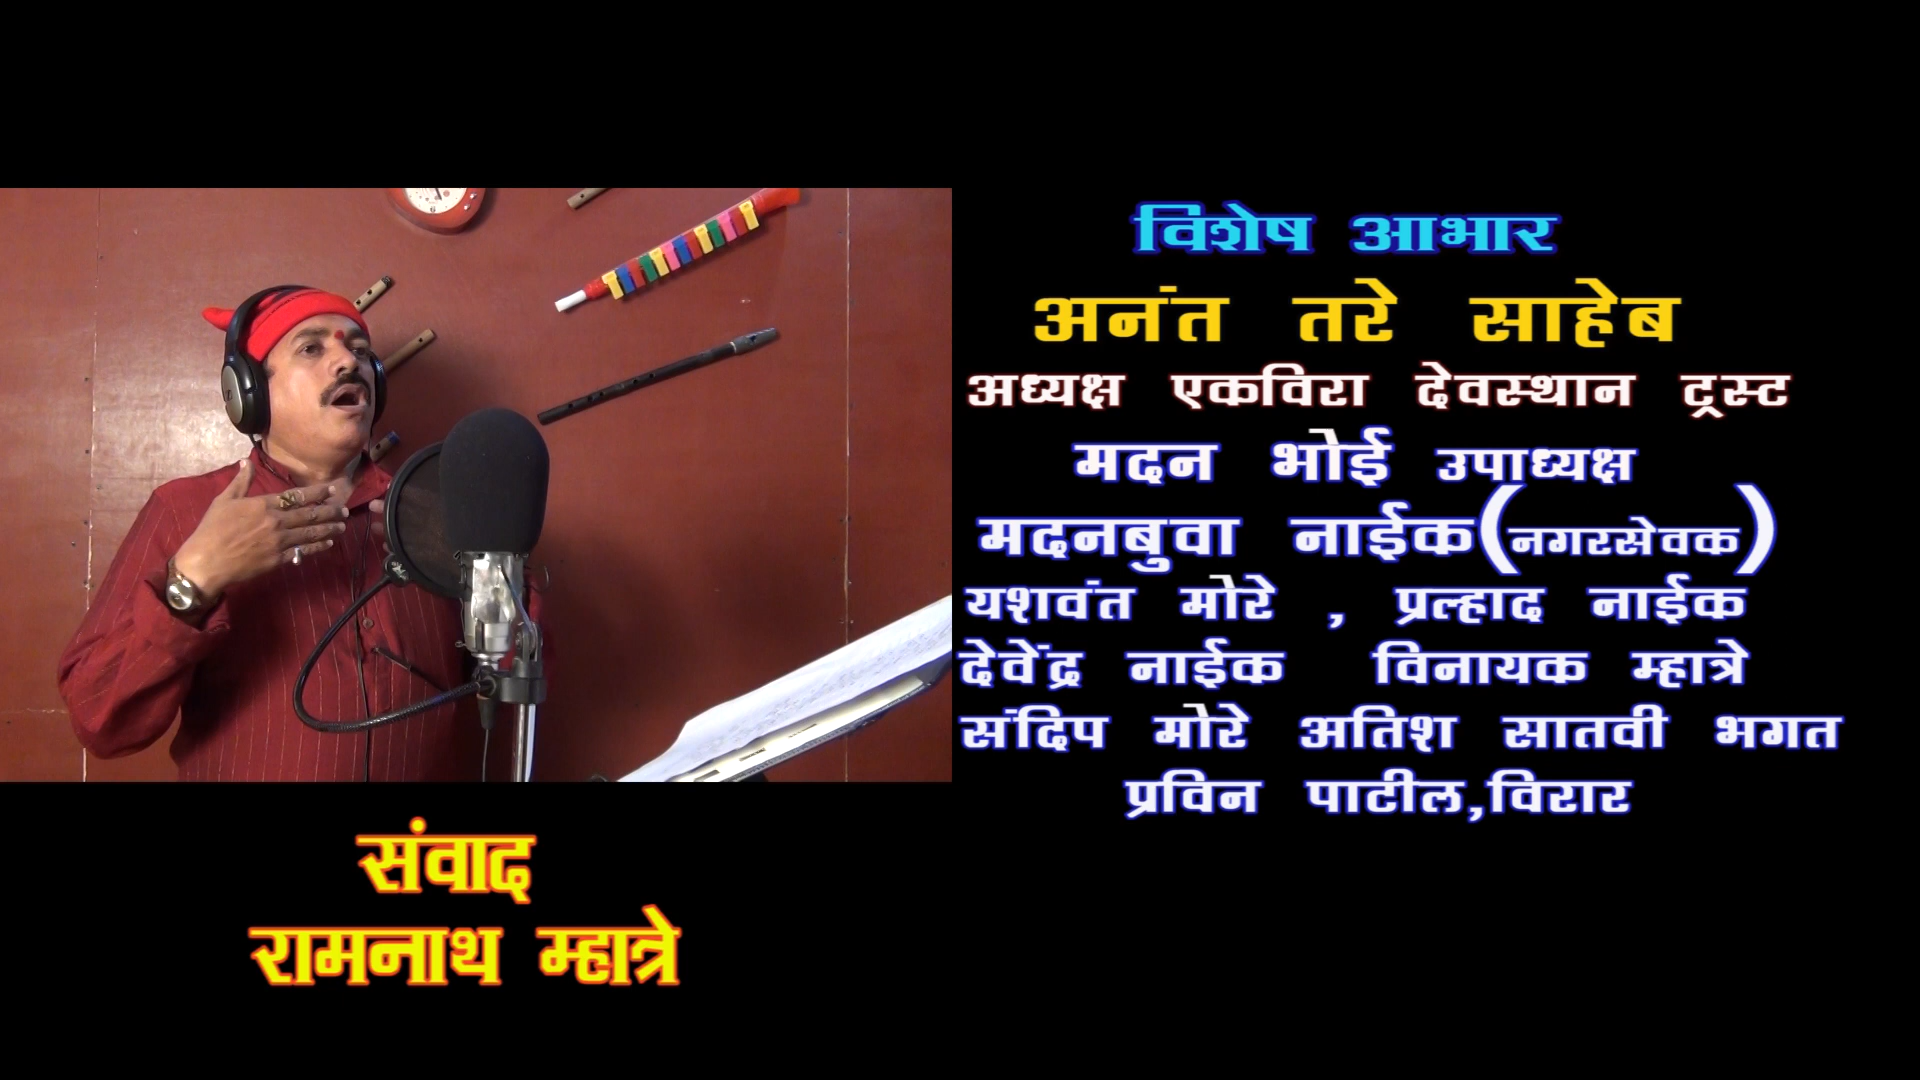 विशेष आभार
अनंत तरे साहेब
अध्यक्ष एकविरा देवस्थान ट्रस्ट
मदन भोई उपाध्यक्ष
मदनबुवा नाईक(नगरसेवक)
यशवंत मोरे , प्रल्हाद नाईक
देवेंद्र नाईक विनायक म्हात्रे
संदिप मोरे अतिश सातवी भगत
प्रविन पाटील,विरार
संवाद
रामनाथ म्हात्रे